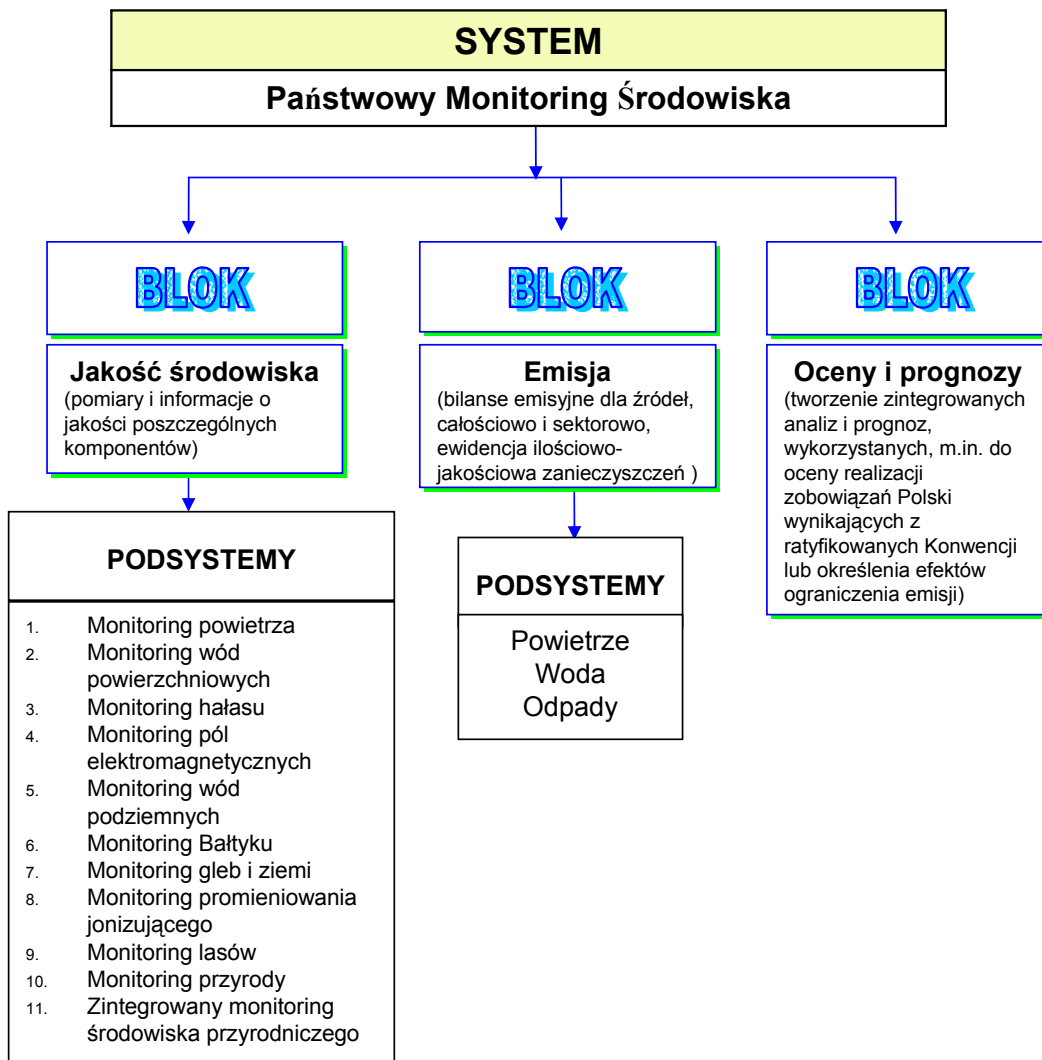 SYSTEM
Państwowy Monitoring Środowiska
BLOK
Jakość środowiska
(pomiary i informacje o
jakości poszczególnych
komponentów)
PODSYSTEMY
1. Monitoring powietrza
2. Monitoring wód
powierzchniowych
3. Monitoring hałasu
4. Monitoring pól
elektromagnetycznych
5. Monitoring wód
podziemnych
6. Monitoring Bałtyku
7. Monitoring gleb i ziemi
8. Monitoring promieniowania
jonizującego
9. Monitoring lasów
10. Monitoring przyrody
11. Zintegrowany monitoring
środowiska przyrodniczego
BLOK
Emisja
(bilanse emisyjne dla źródeł,
całościowo i sektorowo,
ewidencja ilościowo-
jakościowa zanieczyszczeń )
PODSYSTEMY
Powietrze
Woda
Odpady
BLOK
Oceny i prognozy
(tworzenie zintegrowanych
analiz i prognoz,
wykorzystanych, m.in. do
oceny realizacji
zobowiązań Polski
wynikających z
ratyfikowanych Konwencji
lub określenia efektów
ograniczenia emisji)